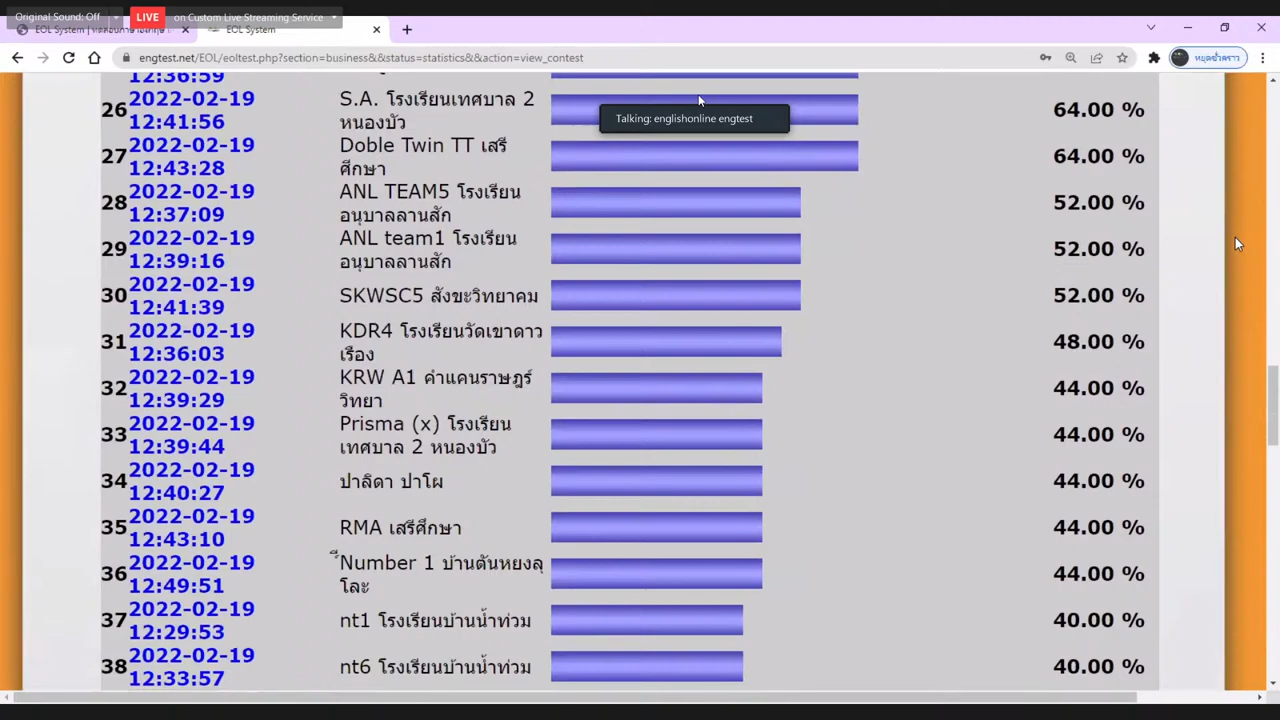 Original Sound: Off
LIVE
on Custom Live Streaming Service
EOL System
EOL System
engtest.net/EOL/eoltest.php?section=business&&status=statistics&&action=view_contest
หยุดชั่วคราว
12:36:59
26
2022-02-19
12:41:56
S.A. โรงเรียนเทศบาล 2
หนองบัว
64.00 %
Talking: englishonline engtest
27
2022-02-19
12:43:28
Doble Twin TT เสรี
ศึกษา
64.00 %
28
2022-02-19
12:37:09
ANL TEAM5 โรงเรียน
อนุบาลลานสัก
52.00 %
29
2022-02-19
12:39:16
ANL team1 โรงเรียน
อนุบาลลานสัก
52.00 %
30
2022-02-19
12:41:39
SKWSC5 สังขะวิทยาคม
52.00 %
31
2022-02-19
12:36:03
KDR4 โรงเรียนวัดเขาดาว
เรือง
48.00 %
32
2022-02-19
12:39:29
KRW A1 คำแคนราษฎร์
วิทยา
44.00 %
33
2022-02-19
12:39:44
Prisma (x) โรงเรียน
เทศบาล 2 หนองบัว
44.00 %
34
2022-02-19
12:40:27
ปาลิดา ปาโผ
44.00 %
35
2022-02-19
12:43:10
RMA เสรีศึกษา
44.00 %
36
2022-02-19
12:49:51
Number 1 บ้านตันหยงลุ
โละ
44.00 %
37
2022-02-19
12:29:53
nt1 โรงเรียนบ้านน้ำท่วม
40.00 %
38
2022-02-19
12:33:57
nt6 โรงเรียนบ้านน้ำท่วม
40.00 %